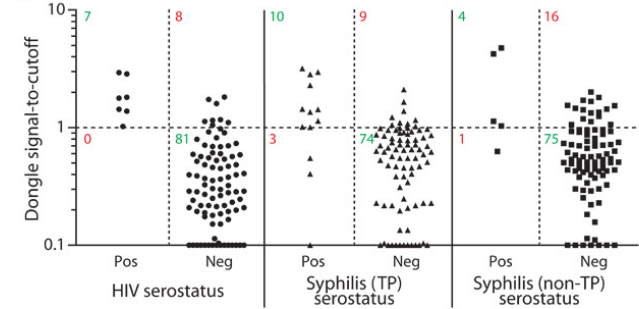 10
7
8
10
9
4
16
Dongle signal-to-cutoff
1
0
81
3
74
1
75
0.1
Pos
Neg
Pos
Neg
Pos
Neg
HIV serostatus
Syphilis (TP)
serostatus
Syphilis (non-TP)
serostatus